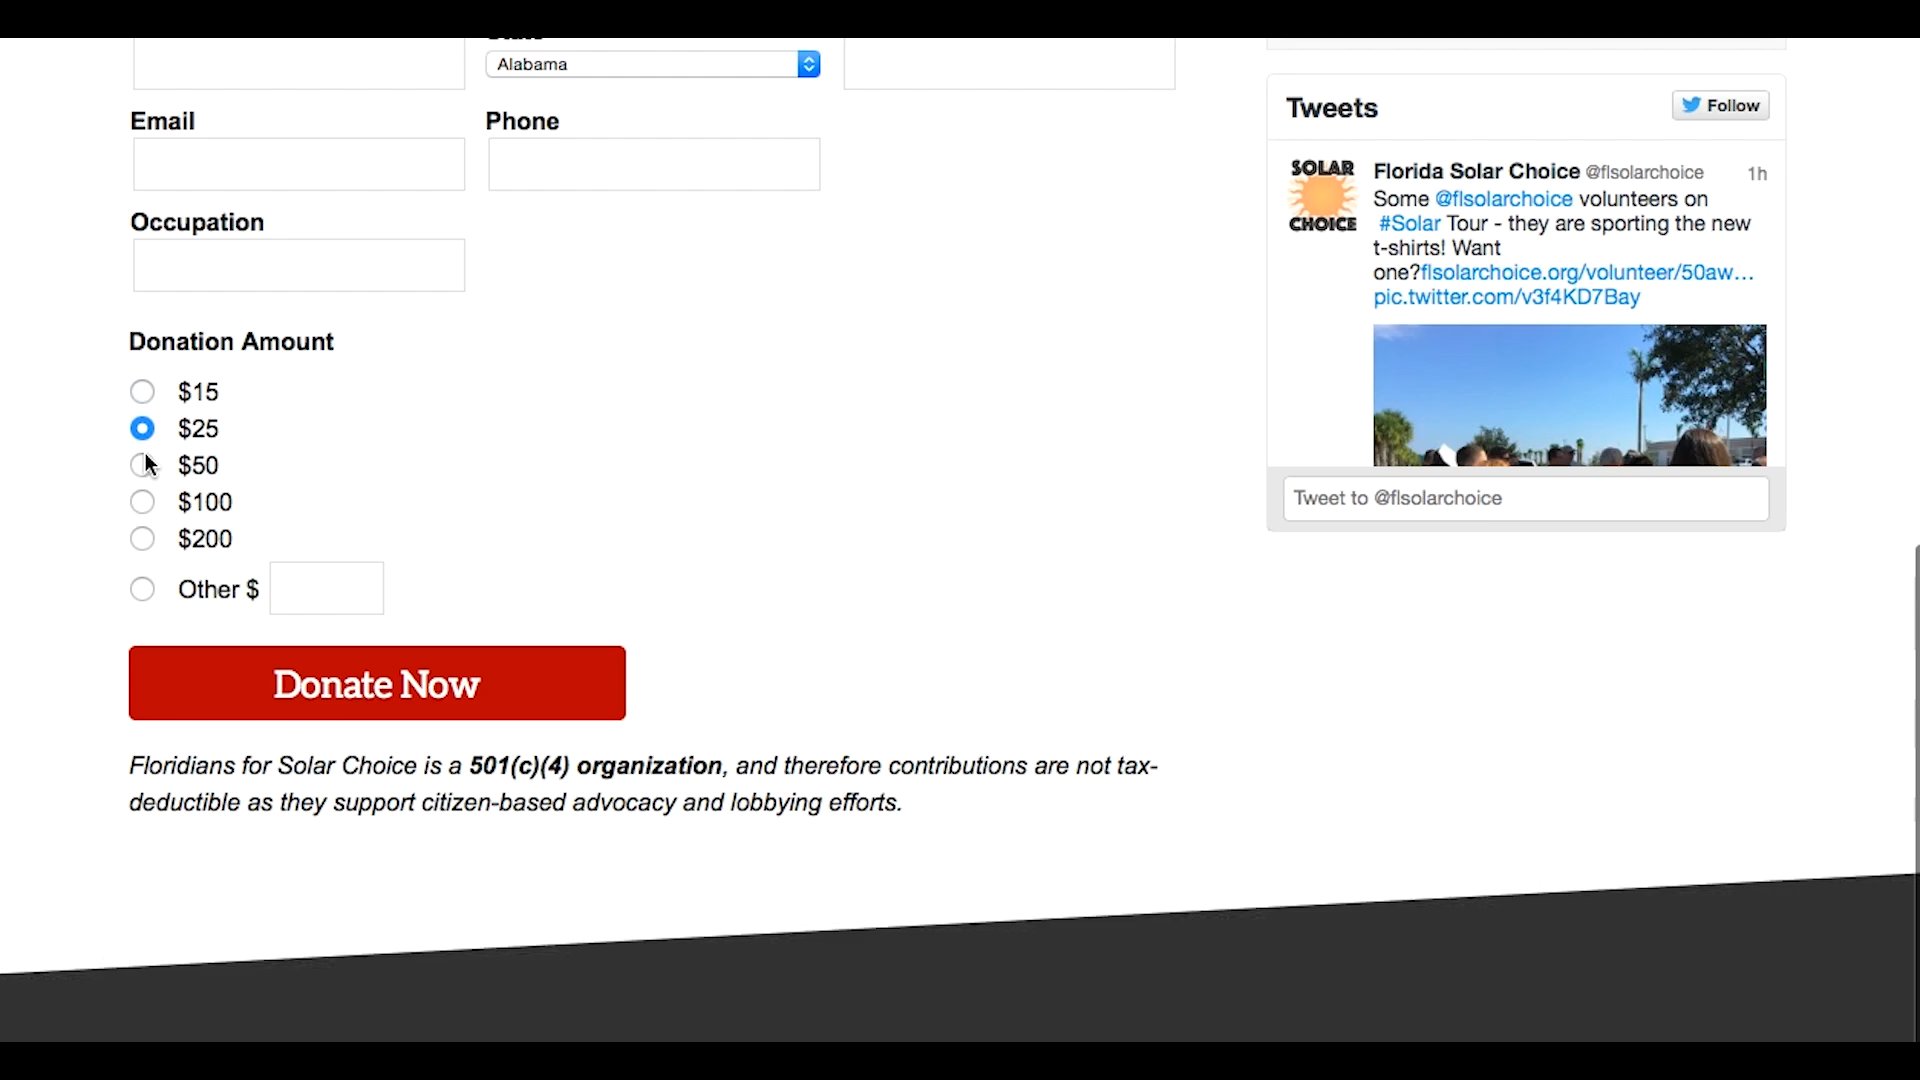 Alabama
Email
Phone
Occupation
Donation Amount
$15
$25
$50
$100
$200
Other $
Donate Now
Floridians for Solar Choice is a 501(c)(4) organization, and therefore contributions are not tax-
deductible as they support citizen-based advocacy and lobbying efforts.
Tweets
Follow
SOLAR
CHOICE
Florida Solar Choice @flsolarchoice 1h
Some @flsolarchoice volunteers on
#Solar Tour - they are sporting the new
t-shirts! Want
one?flsolarchoice.org/volunteer/50aw…
pic.twitter.com/v3f4KD7Bay
Tweet to @flsolarchoice